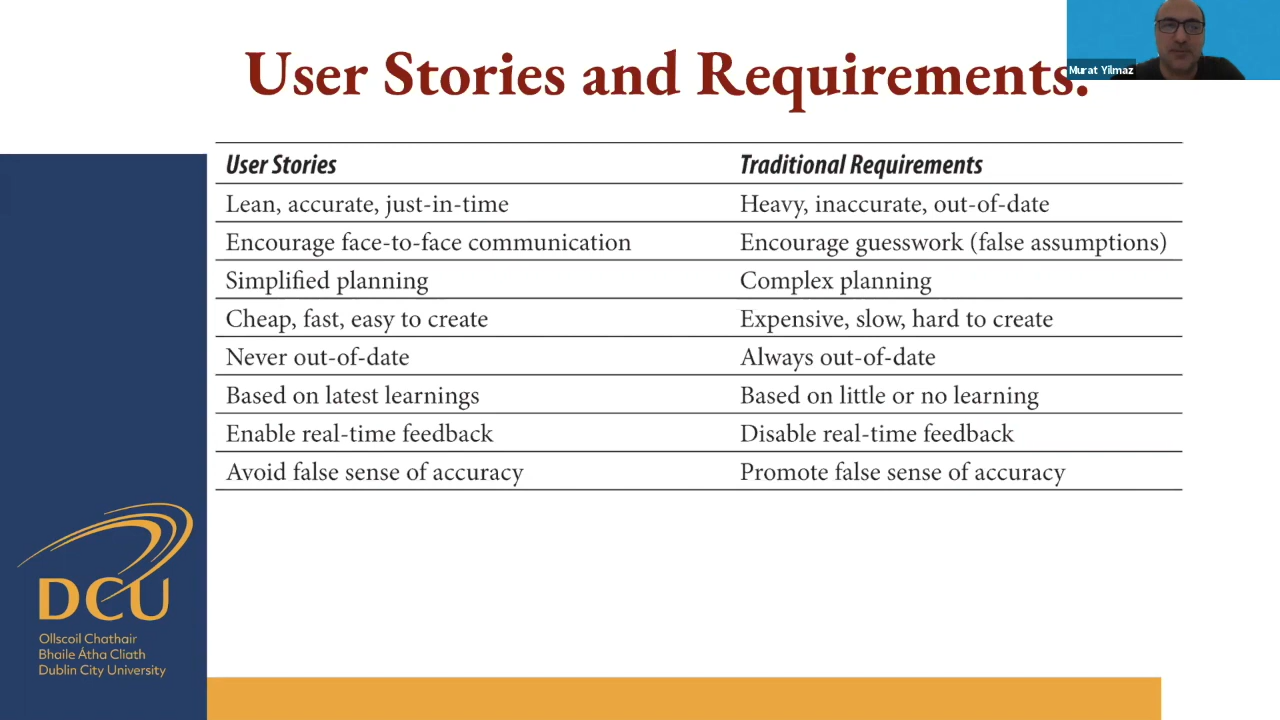 User Stories and Requirements.
Murat Yilmaz
User Stories Traditional Requirements
Lean, accurate, just-in-time Heavy, inaccurate, out-of-date
Encourage face-to-face communication Encourage guesswork (false assumptions)
Simplified planning Complex planning
Cheap, fast, easy to create Expensive, slow, hard to create
Never out-of-date Always out-of-date
Based on latest learnings Based on little or no learning
Enable real-time feedback Disable real-time feedback
Avoid false sense of accuracy Promote false sense of accuracy
DCU
Ollscoil Chathair
Bhaile Átha Cliath
Dublin City University